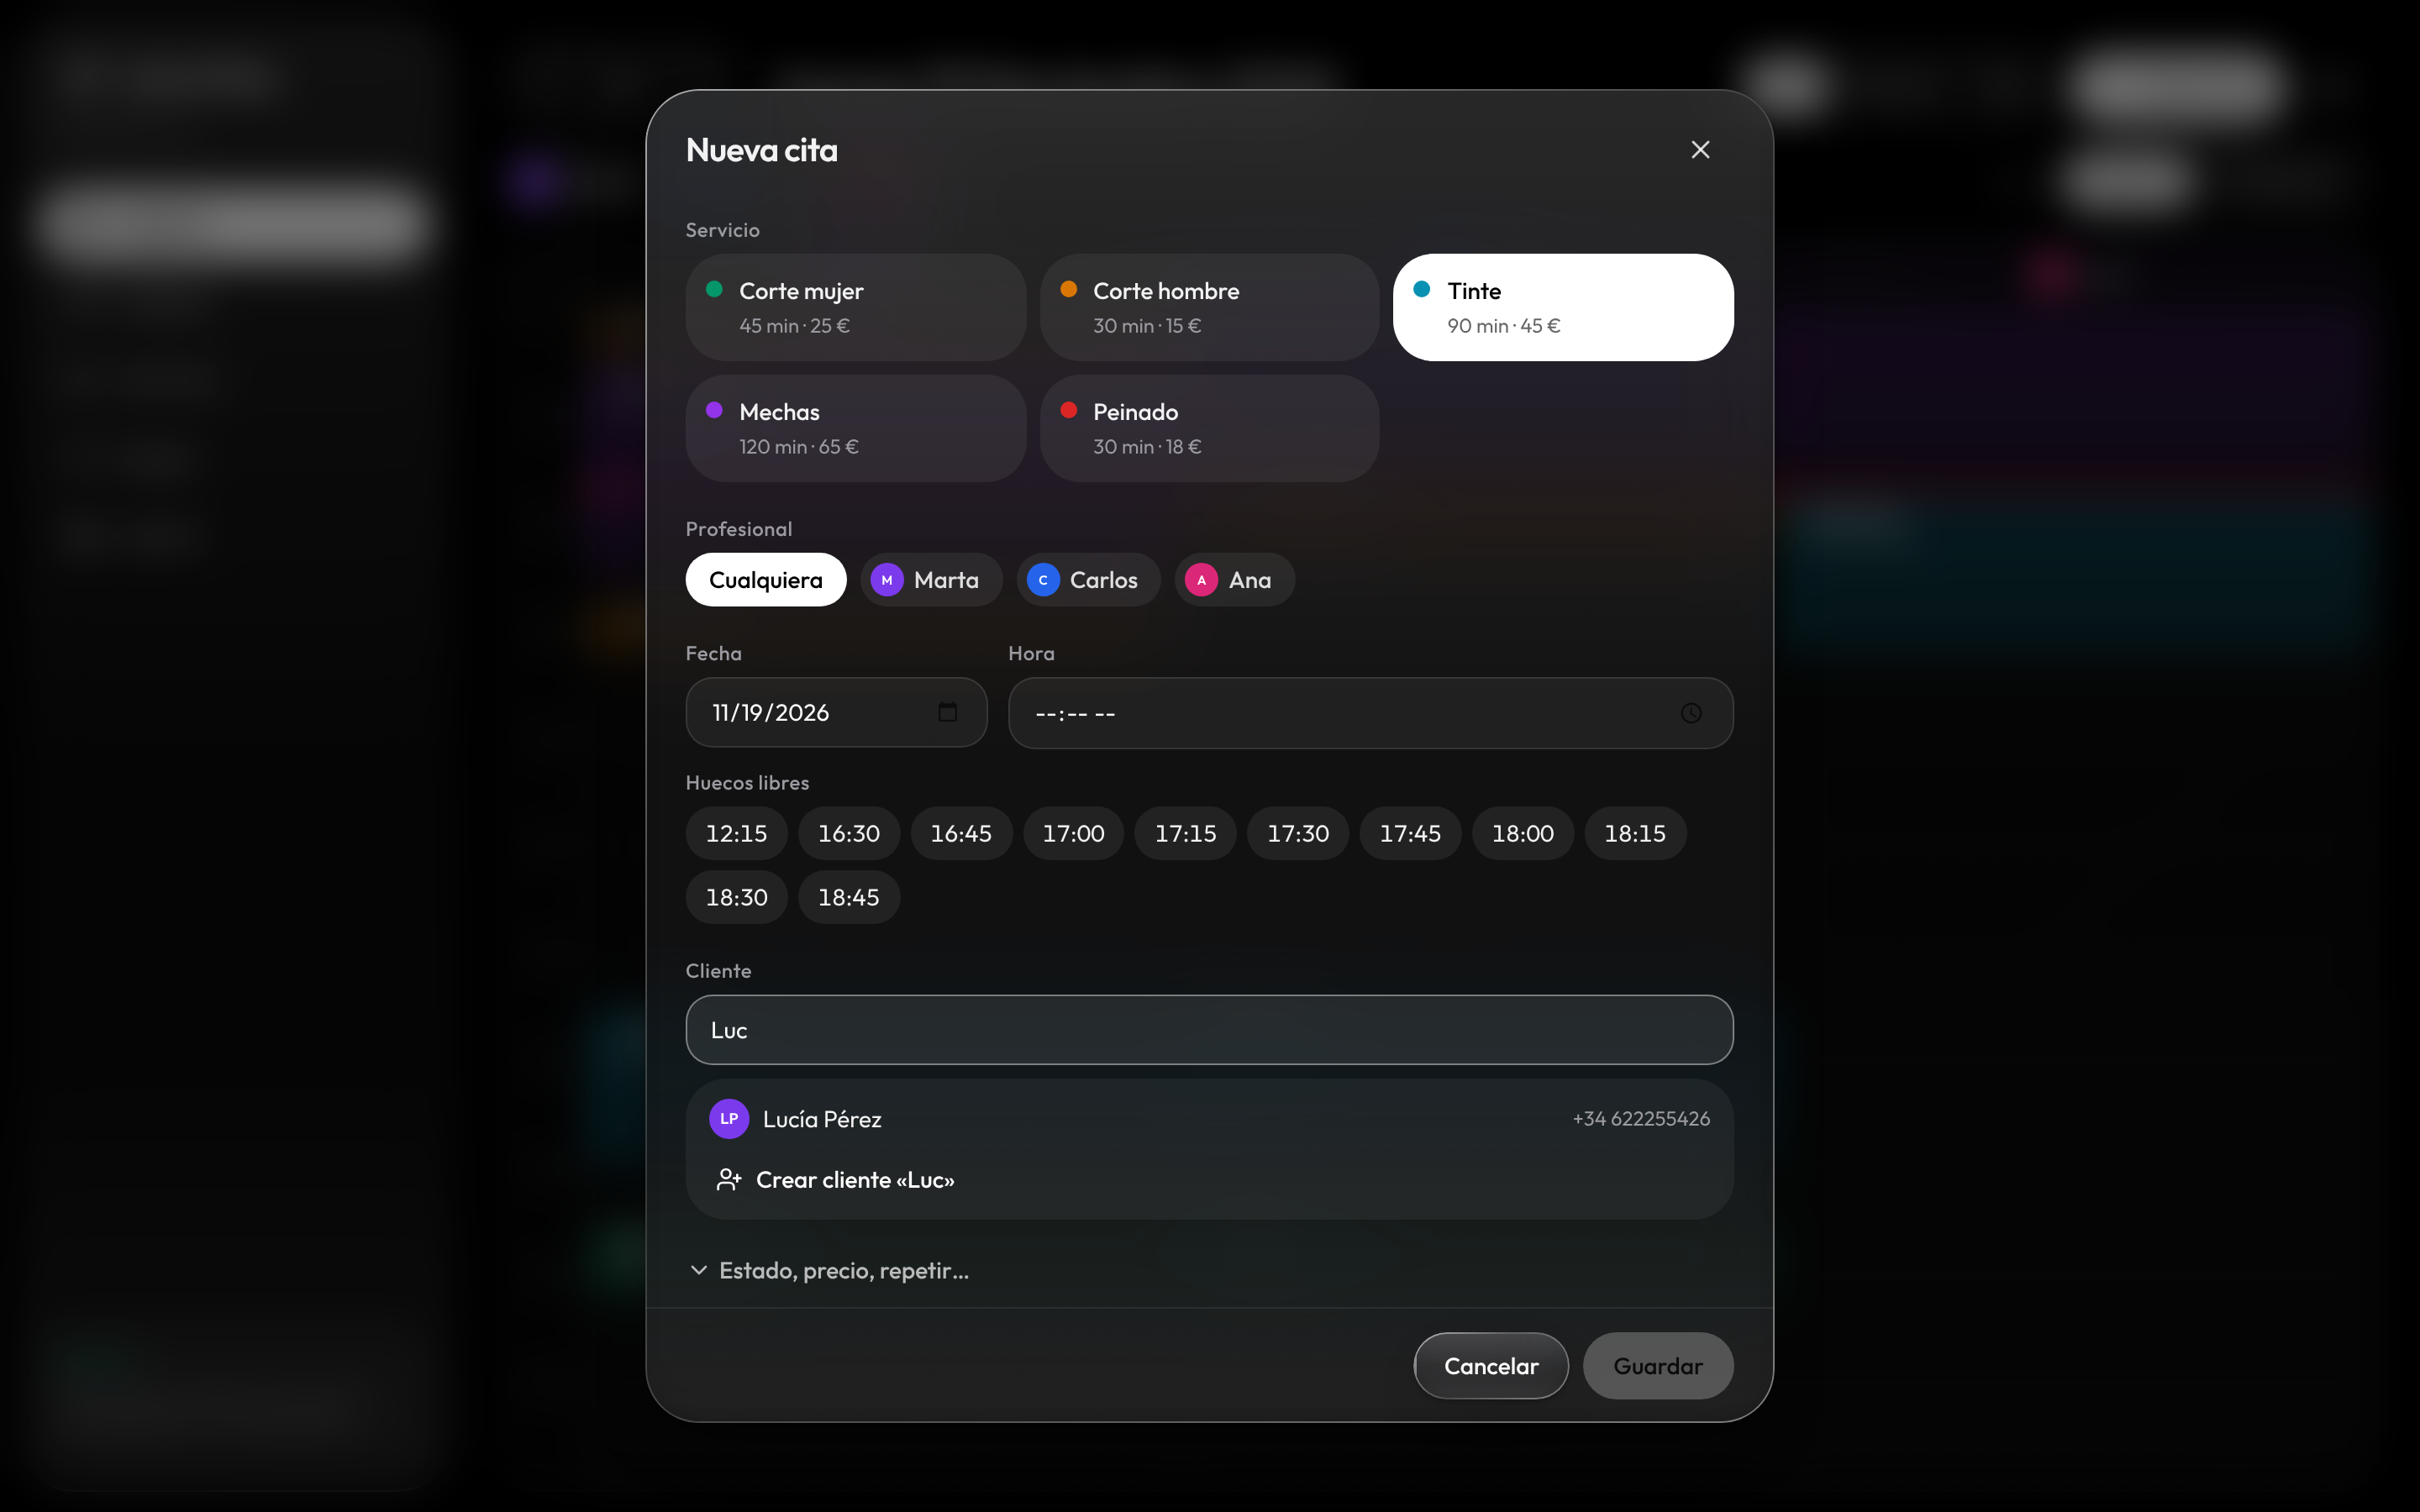 Nueva cita
Servicio
Corte mujer
45 min · 25 €
Corte hombre
30 min · 15 €
Tinte
90 min · 45 €
Mechas
120 min · 65 €
Peinado
30 min · 18 €
Profesional
Cualquiera M Marta C Carlos A Ana
Fecha
11/19/2026
Hora
--:-- --
Huecos libres
12:15 16:30 16:45 17:00 17:15 17:30 17:45 18:00 18:15
18:30 18:45
Cliente
Luc
LP Lucía Pérez +34 622255426
Crear cliente «Luc»
Estado, precio, repetir...
Cancelar Guardar